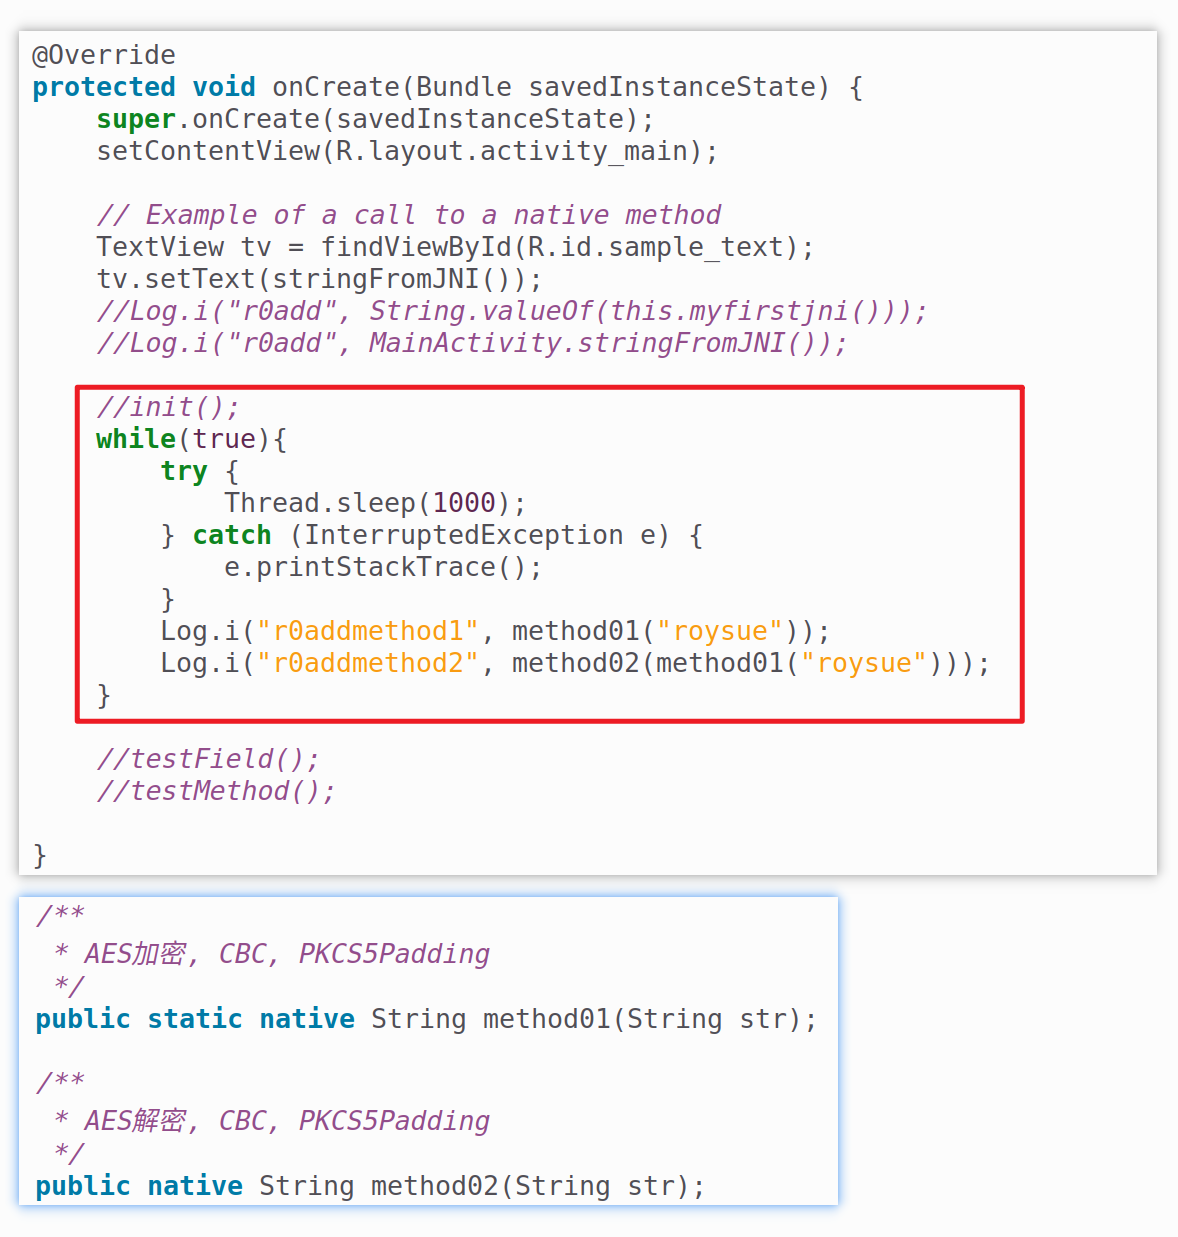 @Override
protected void onCreate(Bundle savedInstanceState) {
    super.onCreate(savedInstanceState);
    setContentView(R.layout.activity_main);

    // Example of a call to a native method
    TextView tv = findViewById(R.id.sample_text);
    tv.setText(stringFromJNI());
    //Log.i("r0add", String.valueOf(this.myfirstjni()));
    //Log.i("r0add", MainActivity.stringFromJNI());

    //init();
    while(true){
        try {
            Thread.sleep(1000);
        } catch (InterruptedException e) {
            e.printStackTrace();
        }
        Log.i("r0addmethod1", method01("roysue"));
        Log.i("r0addmethod2", method02(method01("roysue")));
    }

    //testField();
    //testMethod();

}
/**
 * AES加密, CBC, PKCS5Padding
 */
public static native String method01(String str);

/**
 * AES解密, CBC, PKCS5Padding
 */
public native String method02(String str);